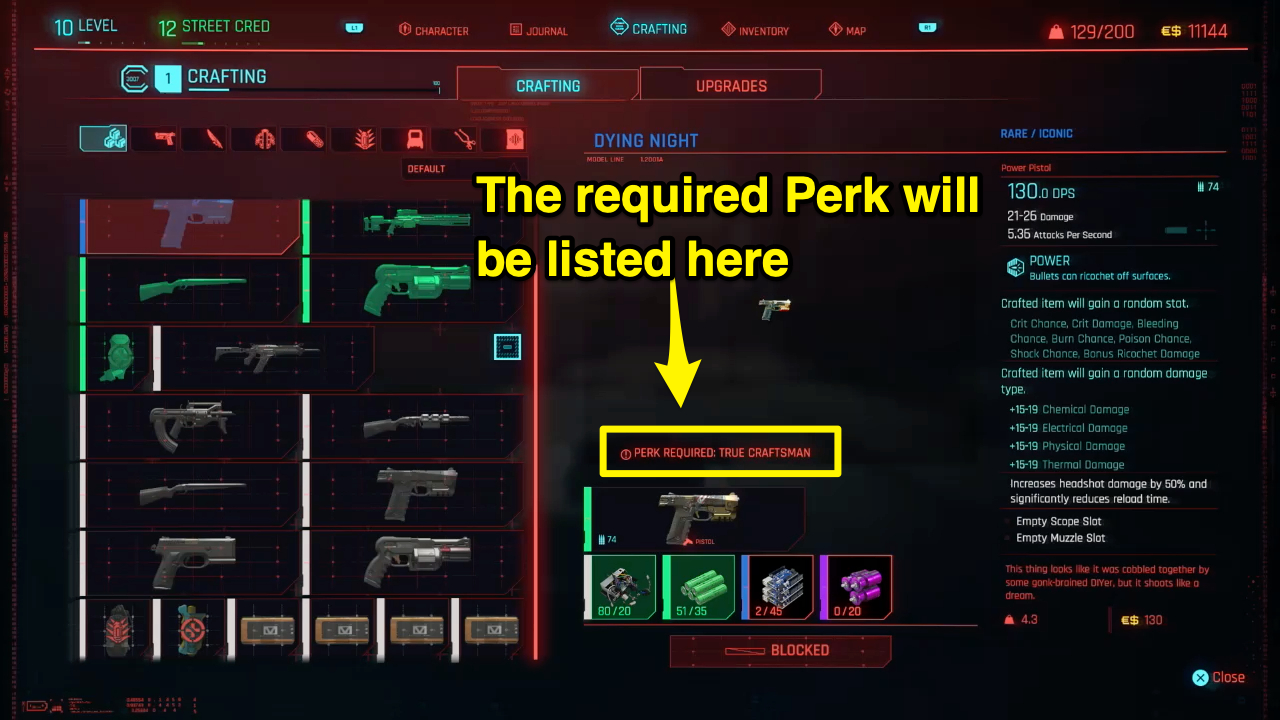 10 LEVEL
12 STREET CRED
L1
CHARACTER
JOURNAL
CRAFTING
INVENTORY
MAP
R1
129/200
€$ 11144
1 CRAFTING
CRAFTING
UPGRADES
DEFAULT
DYING NIGHT
MODEL LINE
The required Perk will
be listed here
PERK REQUIRED: TRUE CRAFTSMAN
74
PISTOL
80/20
51/35
2/45
0/20
BLOCKED
RARE / ICONIC
Power Pistol
130.0 DPS
74
21-26 Damage
5.35 Attacks Per Second
POWER
Bullets can ricochet off surfaces.
Crafted item will gain a random stat.
Crit Chance, Crit Damage, Bleeding
Chance, Burn Chance, Poison Chance,
Shock Chance, Bonus Ricochet Damage
Crafted item will gain a random damage
type.
+15-19 Chemical Damage
+15-19 Electrical Damage
+15-19 Physical Damage
+15-19 Thermal Damage
Increases headshot damage by 50% and
significantly reduces reload time.
Empty Scope Slot
Empty Muzzle Slot
This thing looks like it was cobbled together by
some gonk-brained DIYer, but it shoots like a
dream.
4.3
€$ 130
Close